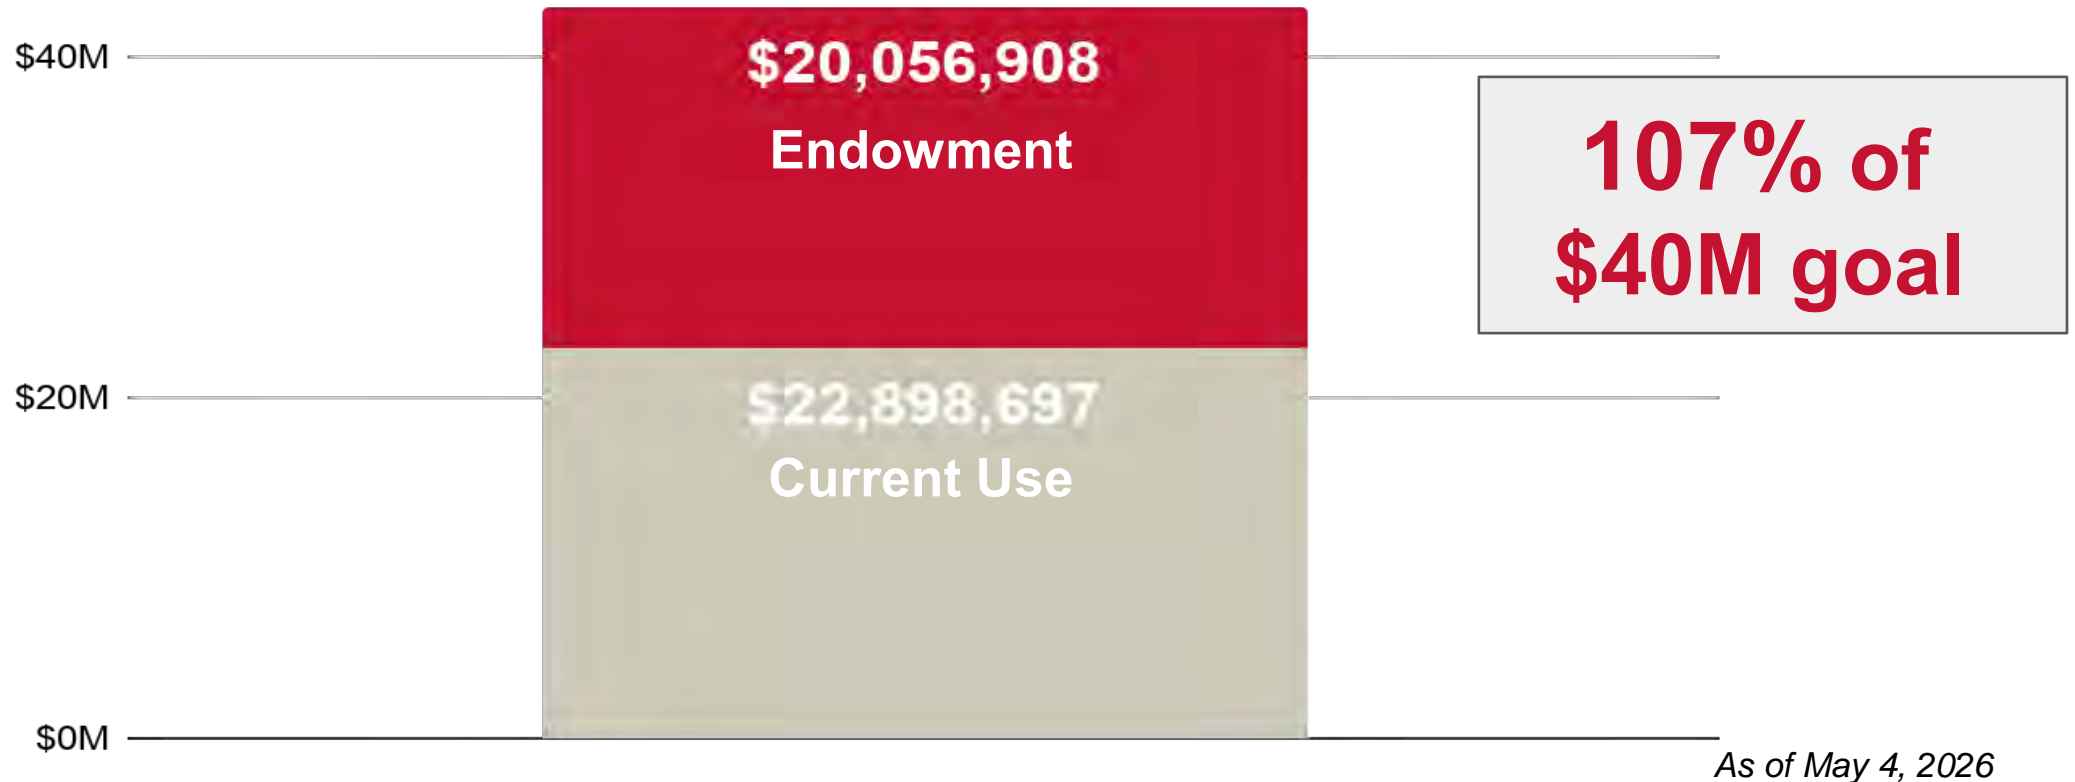 $40M
$20,056,908
Endowment
107% of
$40M goal
$20M
$22,898,697
Current Use
$0M
As of May 4, 2026